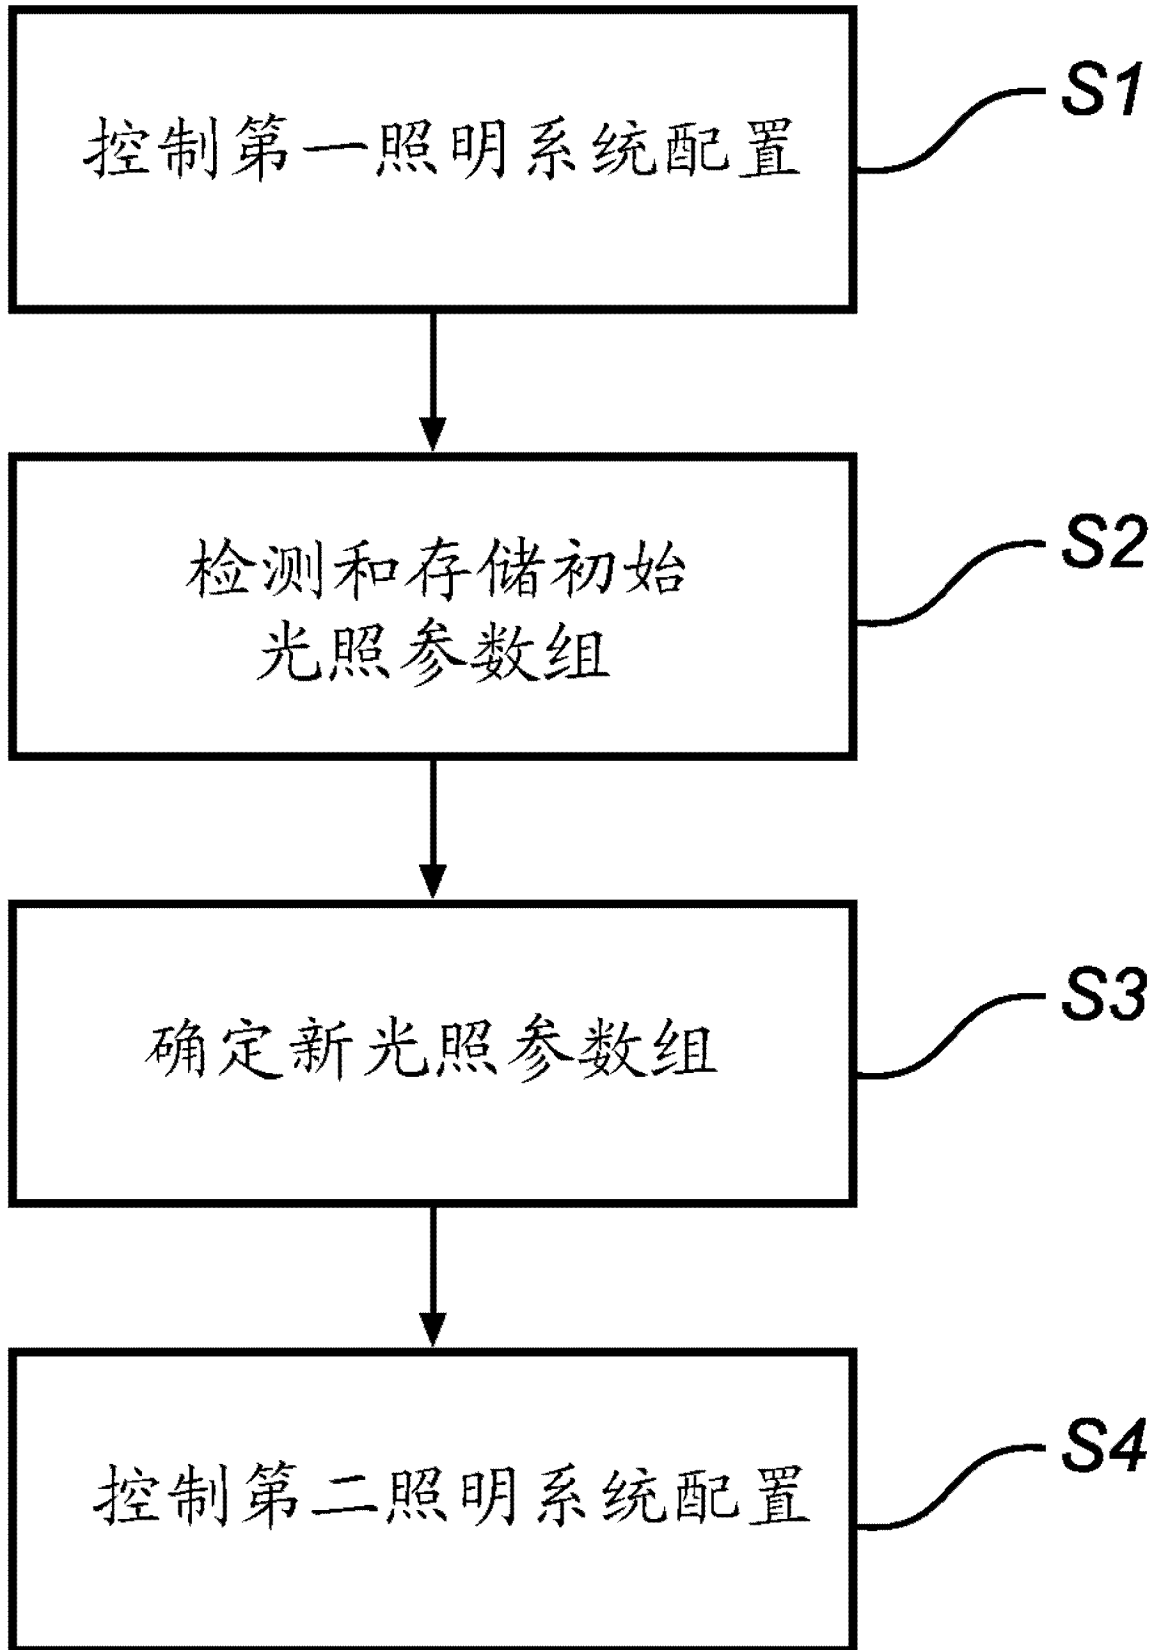 控制第一照明系统配置
S1
检测和存储初始
光照参数组
S2
确定新光照参数组
S3
控制第二照明系统配置
S4